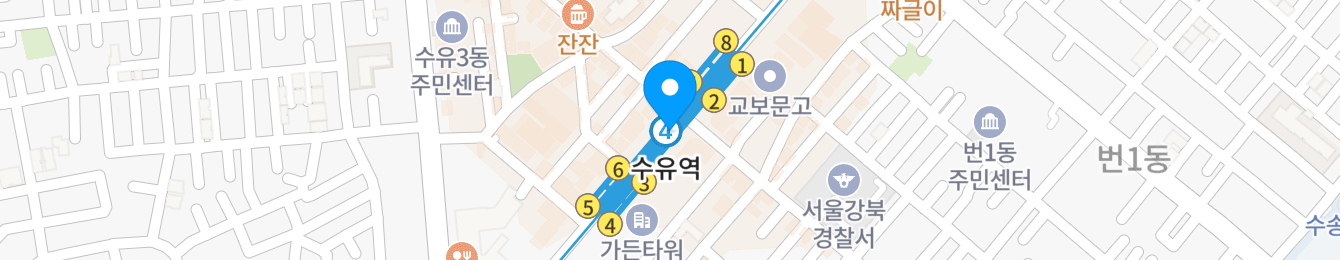 짜글이
잔잔
수유3동
주민센터
8
1
2
교보문고
4
수유역
6
3
5
4
가든타워
번1동
주민센터
번1동
서울강북
경찰서
수송